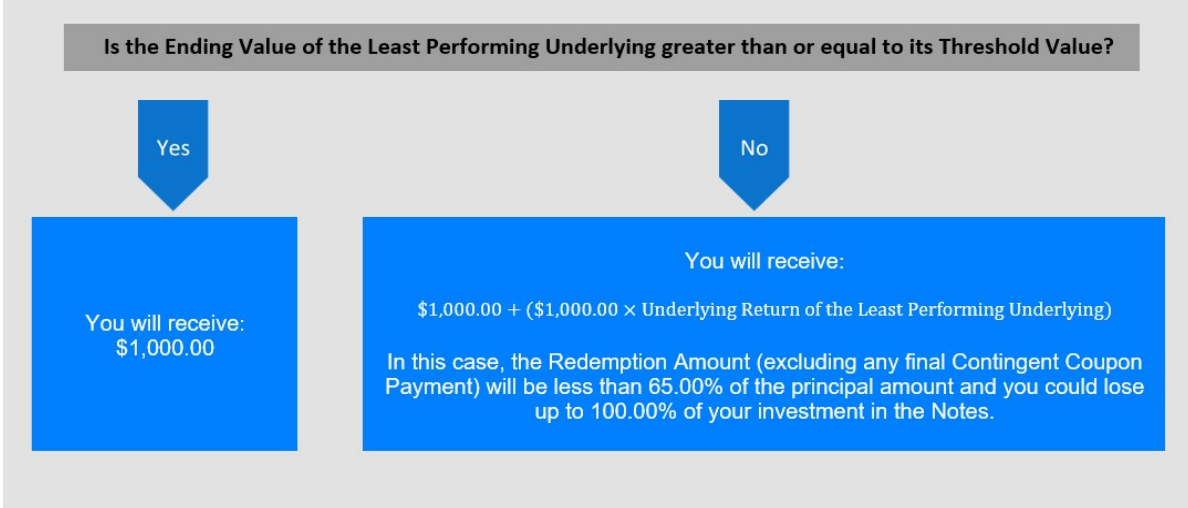 Is the Ending Value of the Least Performing Underlying greater than or equal to its Threshold Value?
Yes
No
You will receive:
$1,000.00
You will receive:
$1,000.00 + ($1,000.00 × Underlying Return of the Least Performing Underlying)
In this case, the Redemption Amount (excluding any final Contingent Coupon
Payment) will be less than 65.00% of the principal amount and you could lose
up to 100.00% of your investment in the Notes.